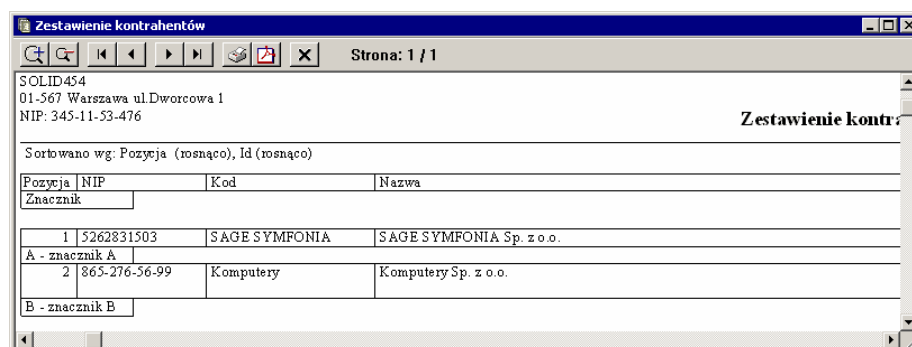 Zestawienie kontrahentów
Strona: 1 / 1
SOLID454
01-567 Warszawa ul.Dworcowa 1
NIP: 345-11-53-476
Zestawienie kontra
Sortowano wg: Pozycja (rosnąco), Id (rosnąco)
Pozycja NIP Kod Nazwa
Znacznik
1 5262831503 SAGE SYMFONIA SAGE SYMFONIA Sp. z o.o.
A - znacznik A
2 865-276-56-99 Komputery Komputery Sp. z o.o.
B - znacznik B